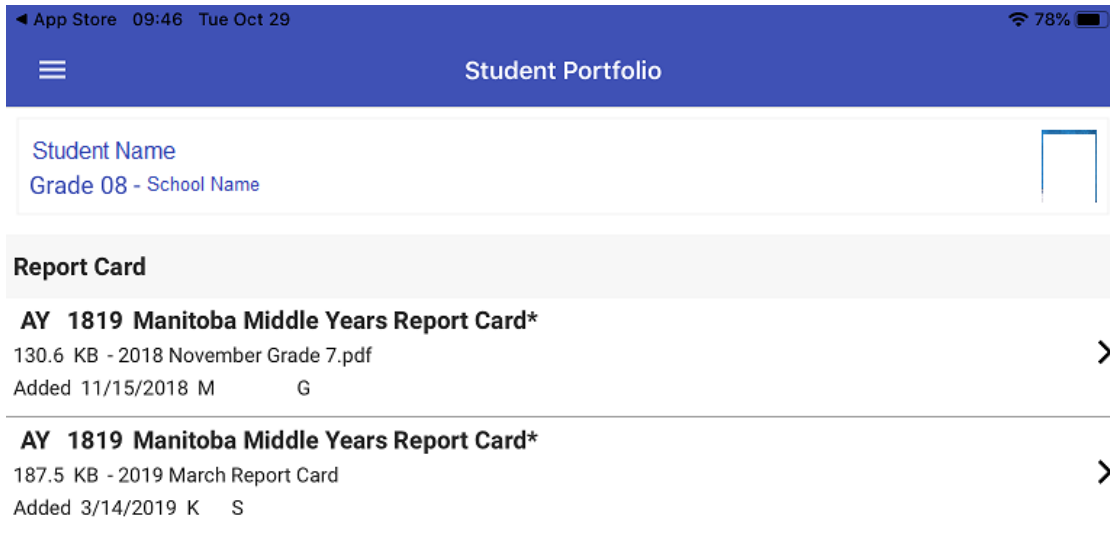 App Store 09:46 Tue Oct 29 78%
Student Portfolio
Student Name
Grade 08 - School Name
Report Card
AY 1819 Manitoba Middle Years Report Card*
130.6 KB - 2018 November Grade 7.pdf
Added 11/15/2018 M G
AY 1819 Manitoba Middle Years Report Card*
187.5 KB - 2019 March Report Card
Added 3/14/2019 K S